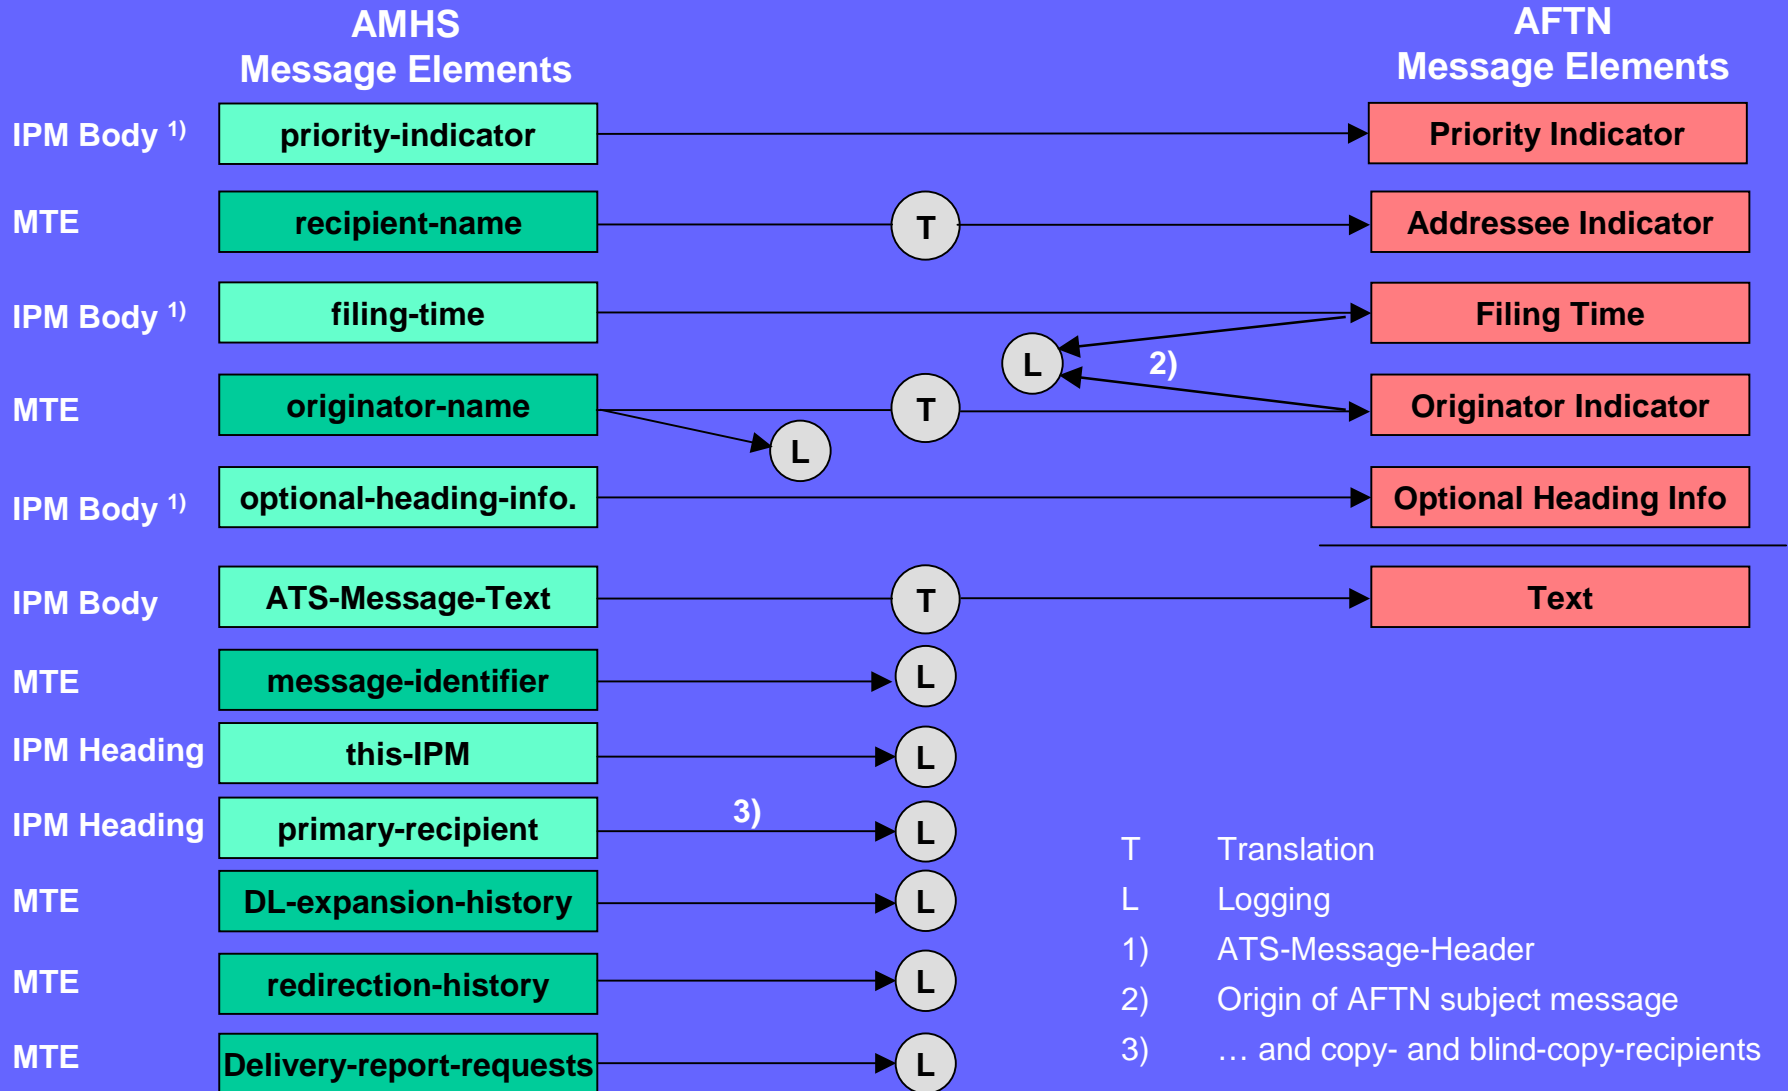 AMHS
Message Elements
AFTN
Message Elements
IPM Body 1) priority-indicator Priority Indicator
MTE recipient-name T Addressee Indicator
IPM Body 1) filing-time Filing Time
L 2)
MTE originator-name T Originator Indicator
L
IPM Body 1) optional-heading-info. Optional Heading Info
IPM Body ATS-Message-Text T Text
MTE message-identifier L
IPM Heading this-IPM L
IPM Heading primary-recipient 3) L
MTE DL-expansion-history L
MTE redirection-history L
MTE Delivery-report-requests L
T Translation
L Logging
1) ATS-Message-Header
2) Origin of AFTN subject message
3) … and copy- and blind-copy-recipients